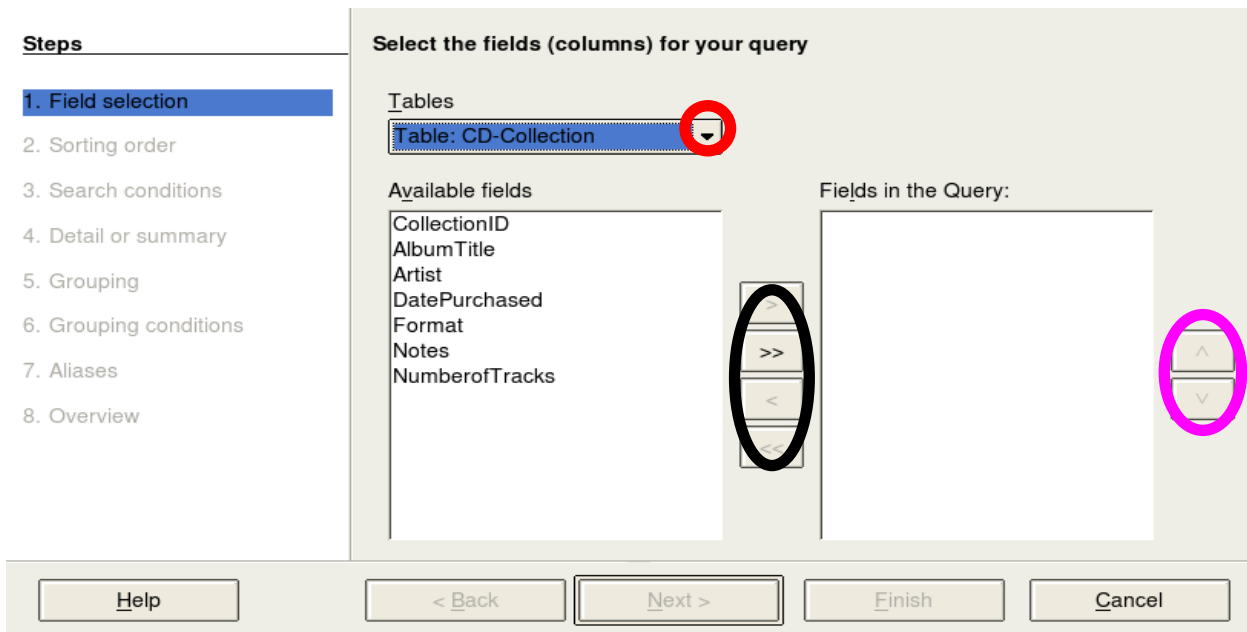 Steps
1. Field selection
2. Sorting order
3. Search conditions
4. Detail or summary
5. Grouping
6. Grouping conditions
7. Aliases
8. Overview
Select the fields (columns) for your query
Tables
Table: CD-Collection
Available fields
CollectionID
AlbumTitle
Artist
DatePurchased
Format
Notes
NumberofTracks
>
>>
<
<<
Fields in the Query:
^
v
Help
< Back
Next >
Finish
Cancel